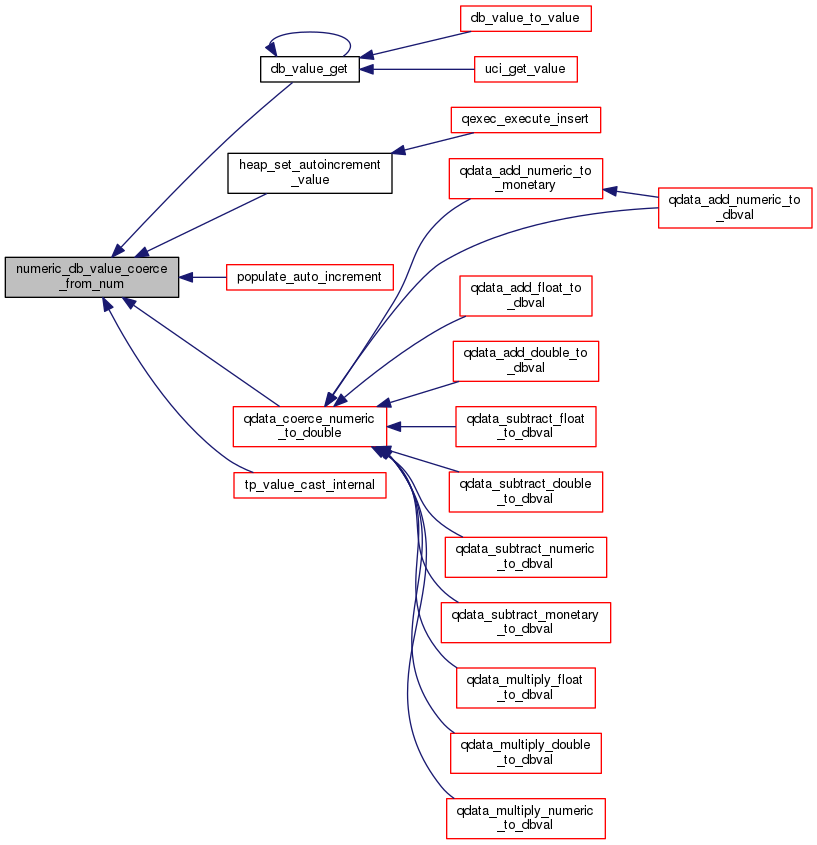 db_value_to_value
db_value_get
uci_get_value
qexec_execute_insert
heap_set_autoincrement
_value
qdata_add_numeric_to
_monetary
qdata_add_numeric_to
_dbval
numeric_db_value_coerce
_from_num
populate_auto_increment
qdata_add_float_to
_dbval
qdata_add_double_to
_dbval
qdata_coerce_numeric
_to_double
qdata_subtract_float
_to_dbval
tp_value_cast_internal
qdata_subtract_double
_to_dbval
qdata_subtract_numeric
_to_dbval
qdata_subtract_monetary
_to_dbval
qdata_multiply_float
_to_dbval
qdata_multiply_double
_to_dbval
qdata_multiply_numeric
_to_dbval